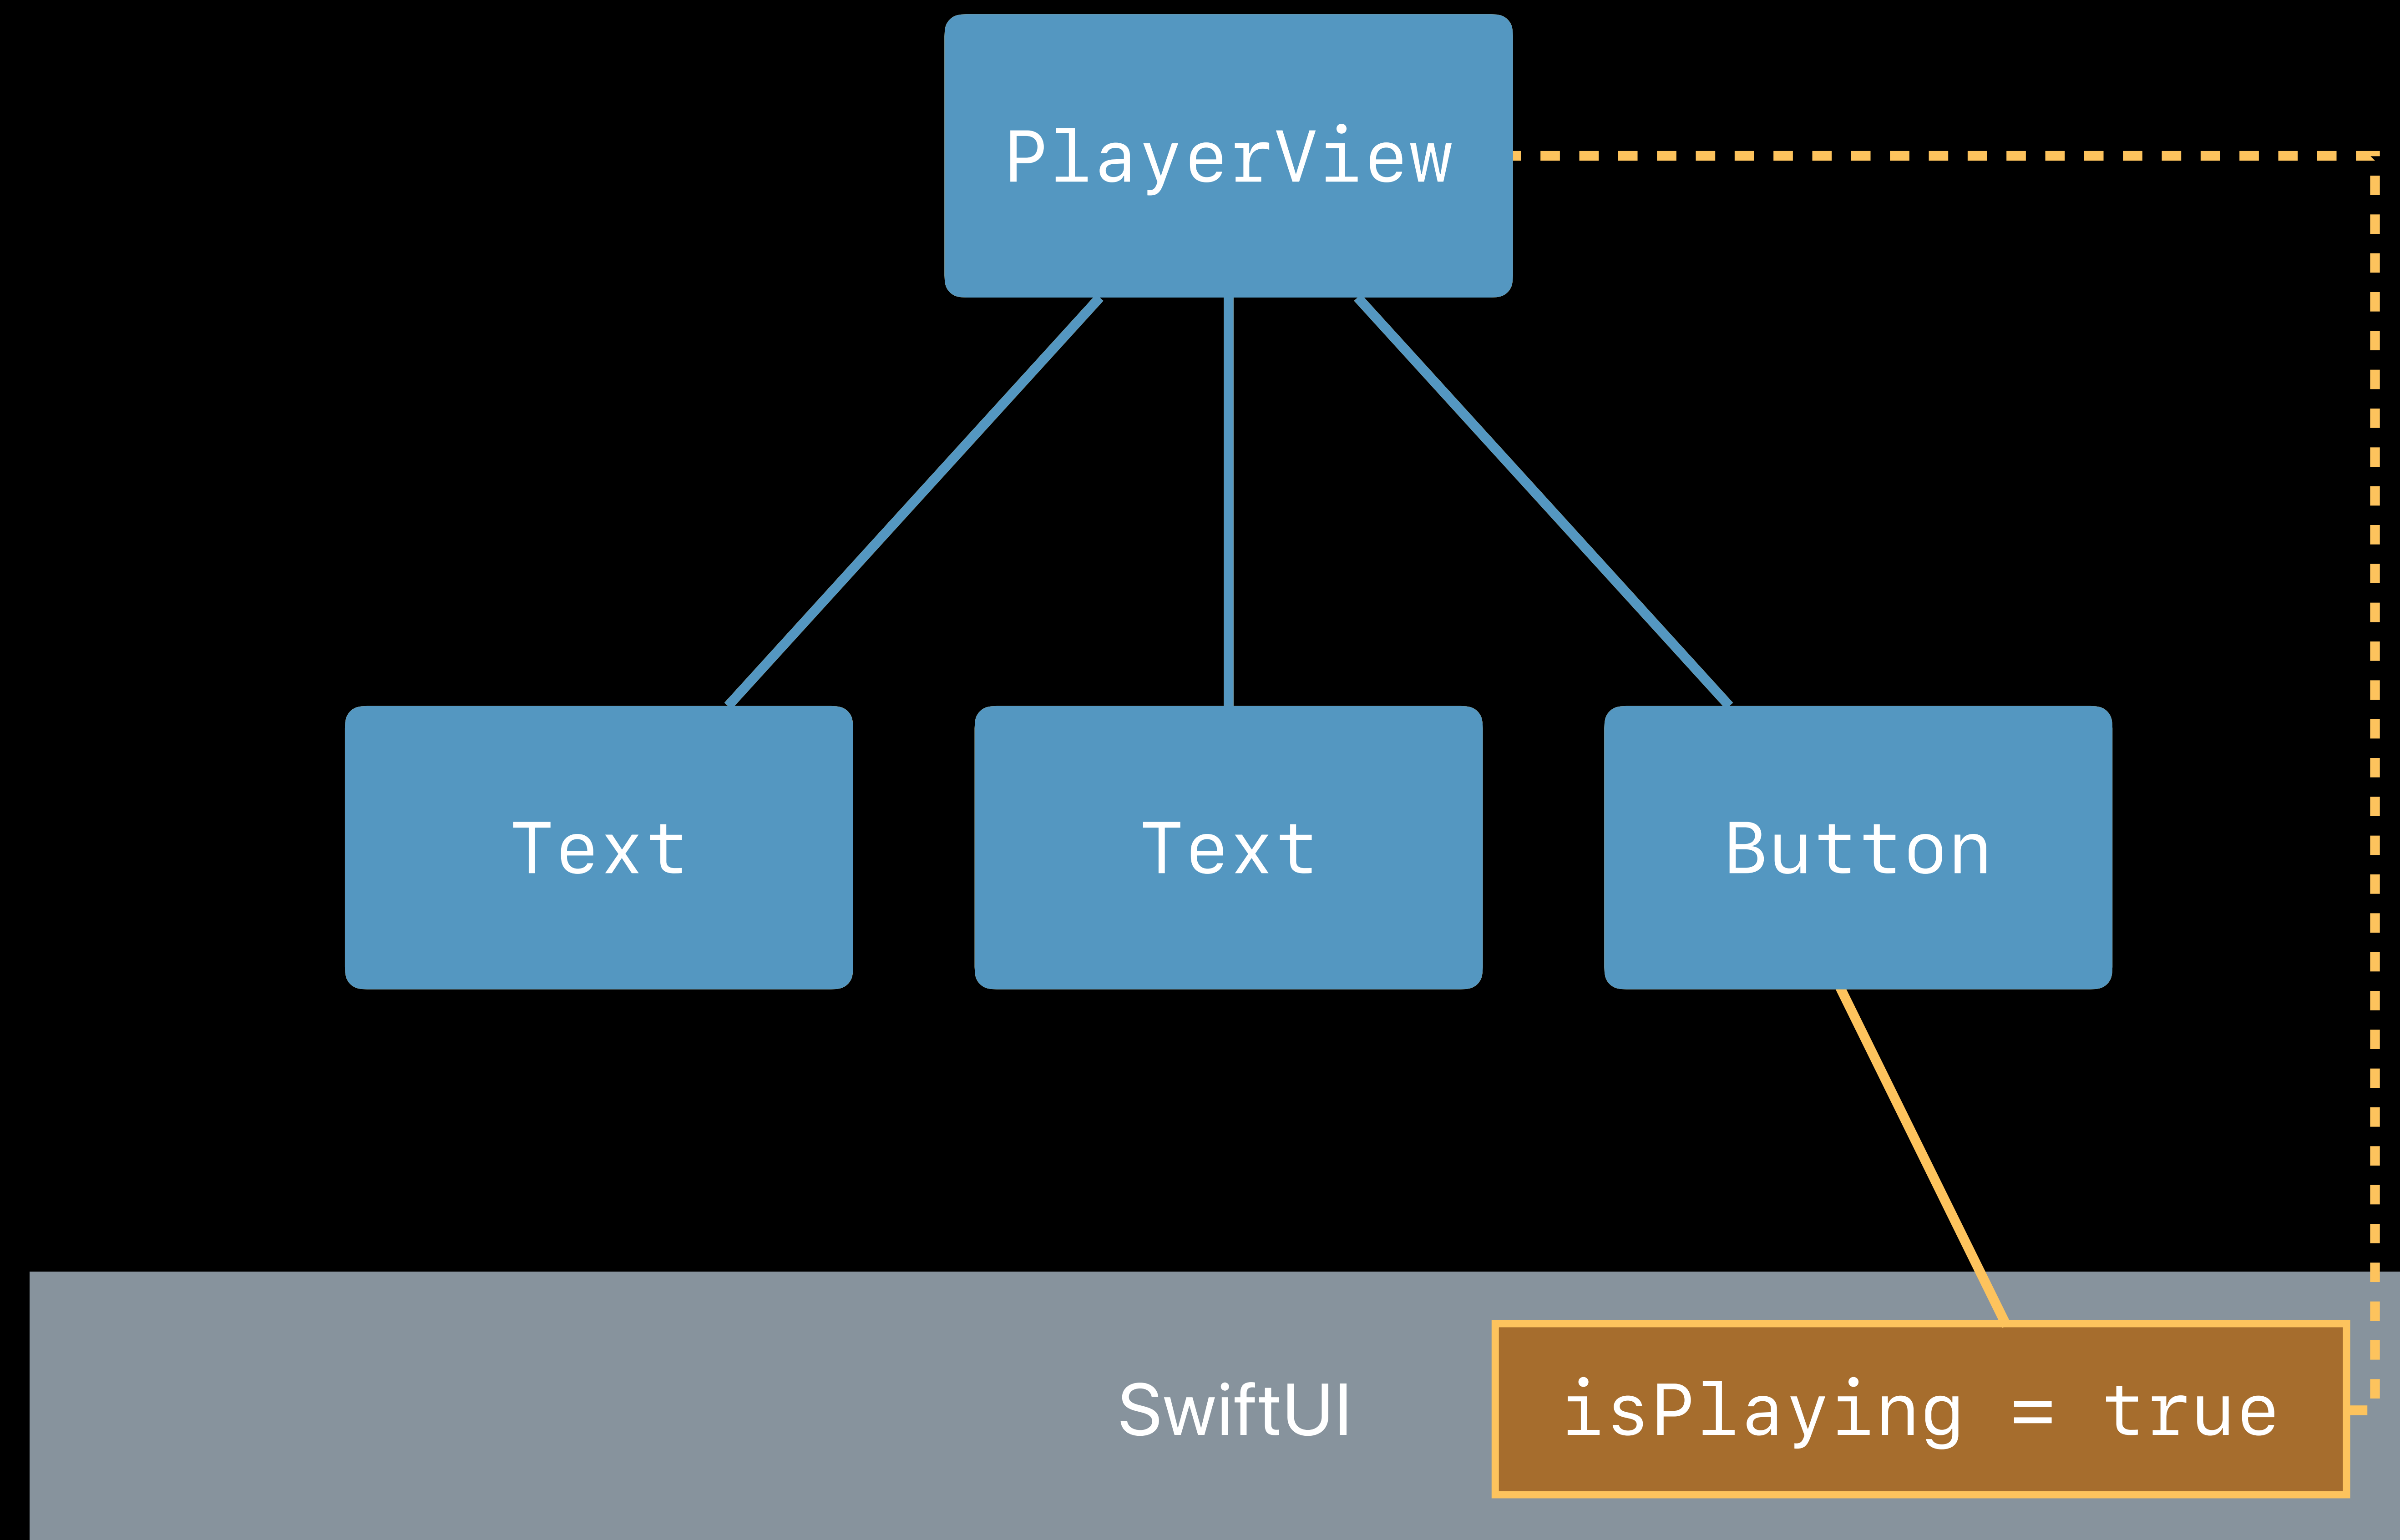 PlayerView
Text
Text
Button
SwiftUI
isPlaying = true